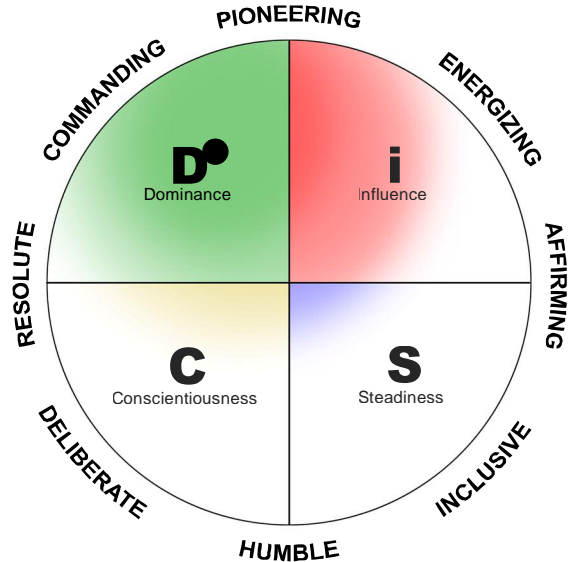 PIONEERING
COMMANDING
ENERGIZING
D
Dominance
i
Influence
RESOLUTE
AFFIRMING
C
Conscientiousness
S
Steadiness
DELIBERATE
INCLUSIVE
HUMBLE